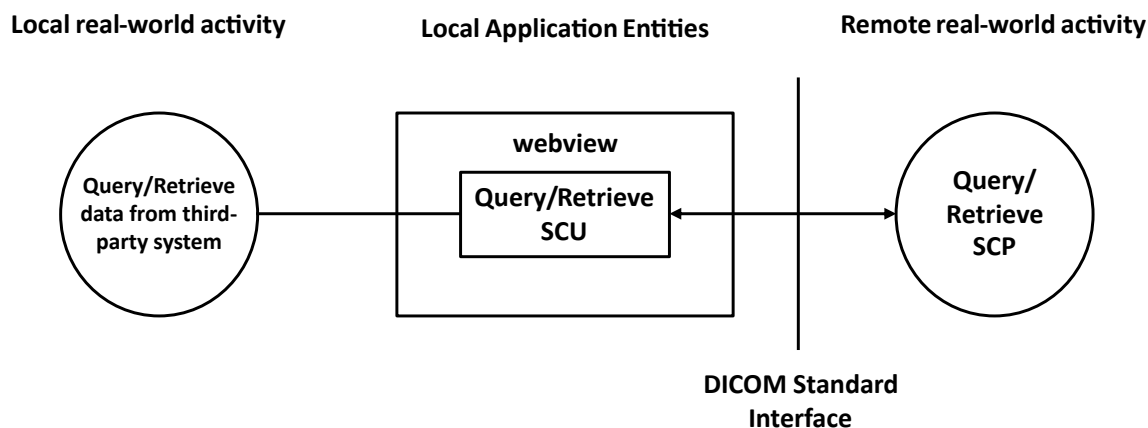 Local real-world activity
Local Application Entities
Remote real-world activity
webview
Query/Retrieve
data from third-
party system
Query/Retrieve
SCU
Query/
Retrieve
SCP
DICOM Standard
Interface